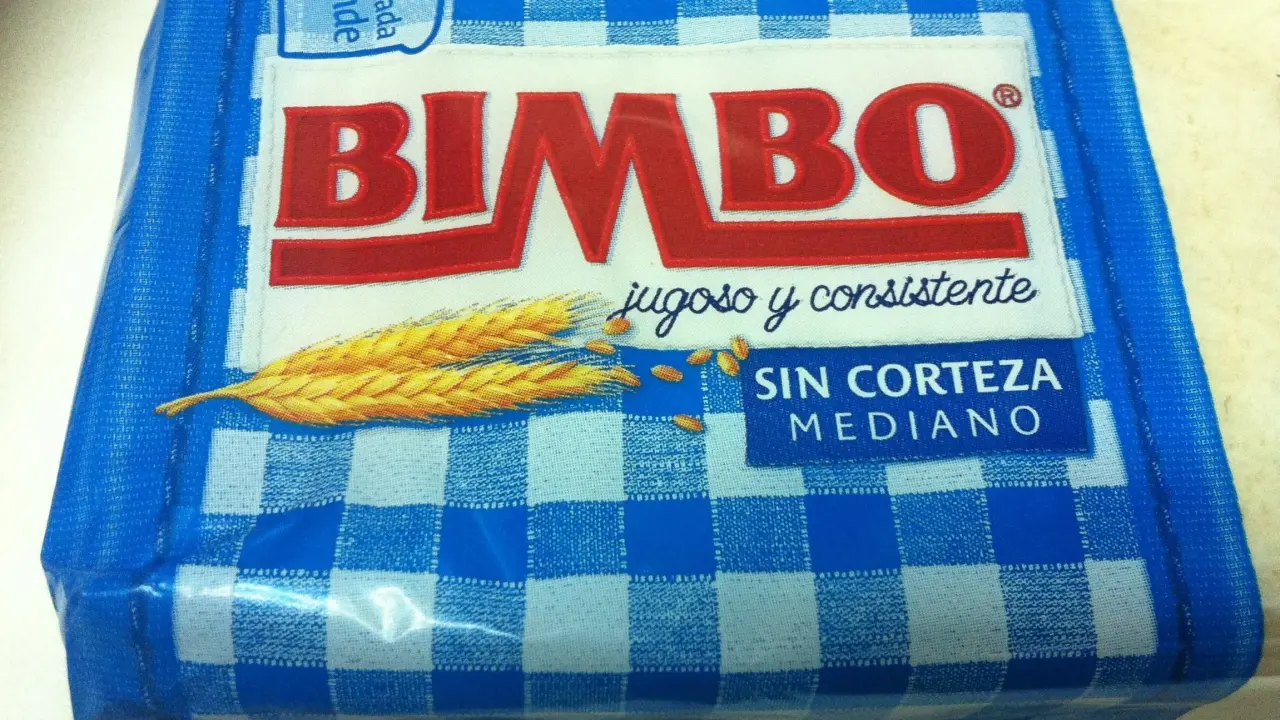 BIMBO®
jugoso y consistente
SIN CORTEZA
MEDIANO